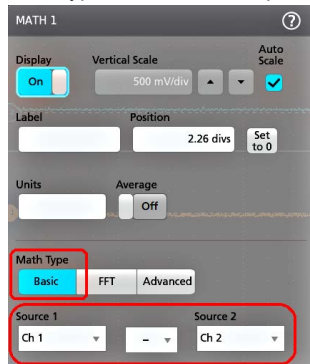 MATH 1 ?
Display Vertical Scale Auto Scale
On 500 mV/div
Label Position
2.26 divs Set to 0
Units Average
Off
Math Type
Basic FFT Advanced
Source 1 Source 2
Ch 1 - Ch 2